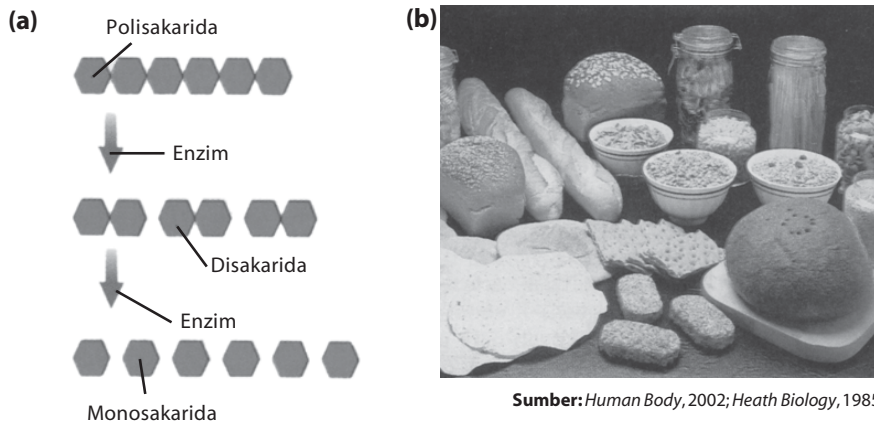 (a)
Polisakarida
Enzim
Disakarida
Enzim
Monosakarida
(b)
Sumber: Human Body, 2002; Heath Biology, 1985